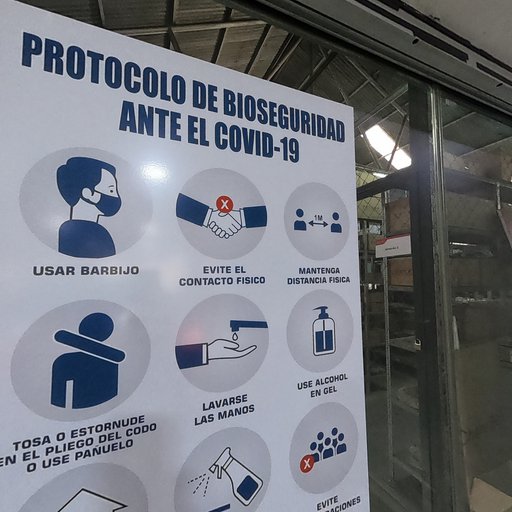 PROTOCOLO DE BIOSEGURIDAD
ANTE EL COVID-19
USAR BARBIJO
EVITE EL
CONTACTO FISICO
1M
MANTENGA
DISTANCIA FISICA
TOSA O ESTORNUDE
EN EL PLIEGO DEL CODO
O USE PAÑUELO
LAVARSE
LAS MANOS
USE ALCOHOL
EN GEL
EVITE